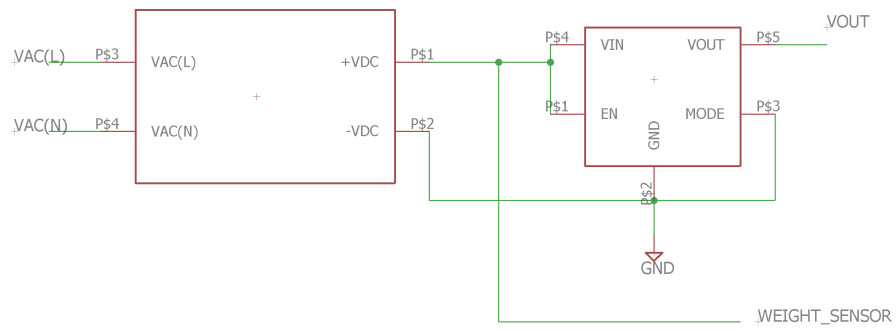 VOUT
VAC(L) P$3 VAC(L) +VDC P$1 P$4 VIN VOUT P$5
VAC(N) P$4 VAC(N) -VDC P$2 P$1 EN MODE P$3
GND
P$2
GND
WEIGHT_SENSOR